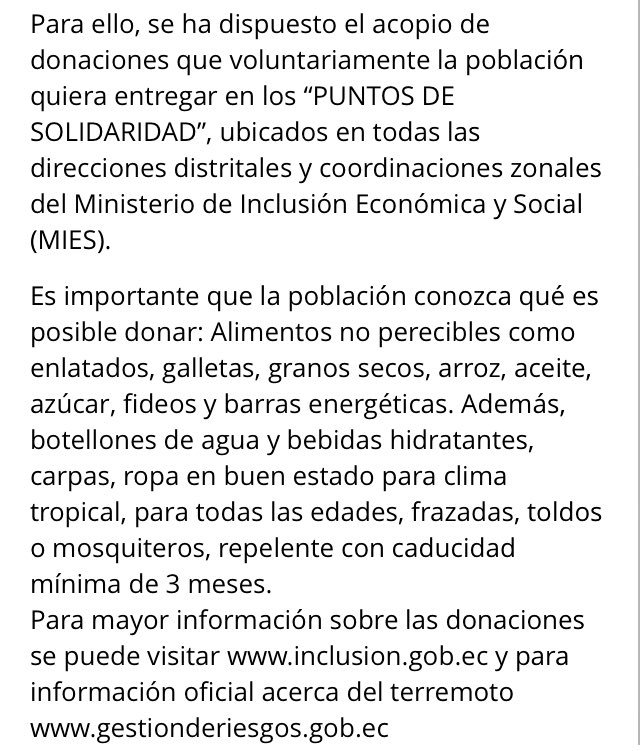 Para ello, se ha dispuesto el acopio de
donaciones que voluntariamente la población
quiera entregar en los “PUNTOS DE
SOLIDARIDAD”, ubicados en todas las
direcciones distritales y coordinaciones zonales
del Ministerio de Inclusión Económica y Social
(MIES).
Es importante que la población conozca qué es
posible donar: Alimentos no perecibles como
enlatados, galletas, granos secos, arroz, aceite,
azúcar, fideos y barras energéticas. Además,
botellones de agua y bebidas hidratantes,
carpas, ropa en buen estado para clima
tropical, para todas las edades, frazadas, toldos
o mosquiteros, repelente con caducidad
mínima de 3 meses.
Para mayor información sobre las donaciones
se puede visitar www.inclusion.gob.ec y para
información oficial acerca del terremoto
www.gestionderiesgos.gob.ec